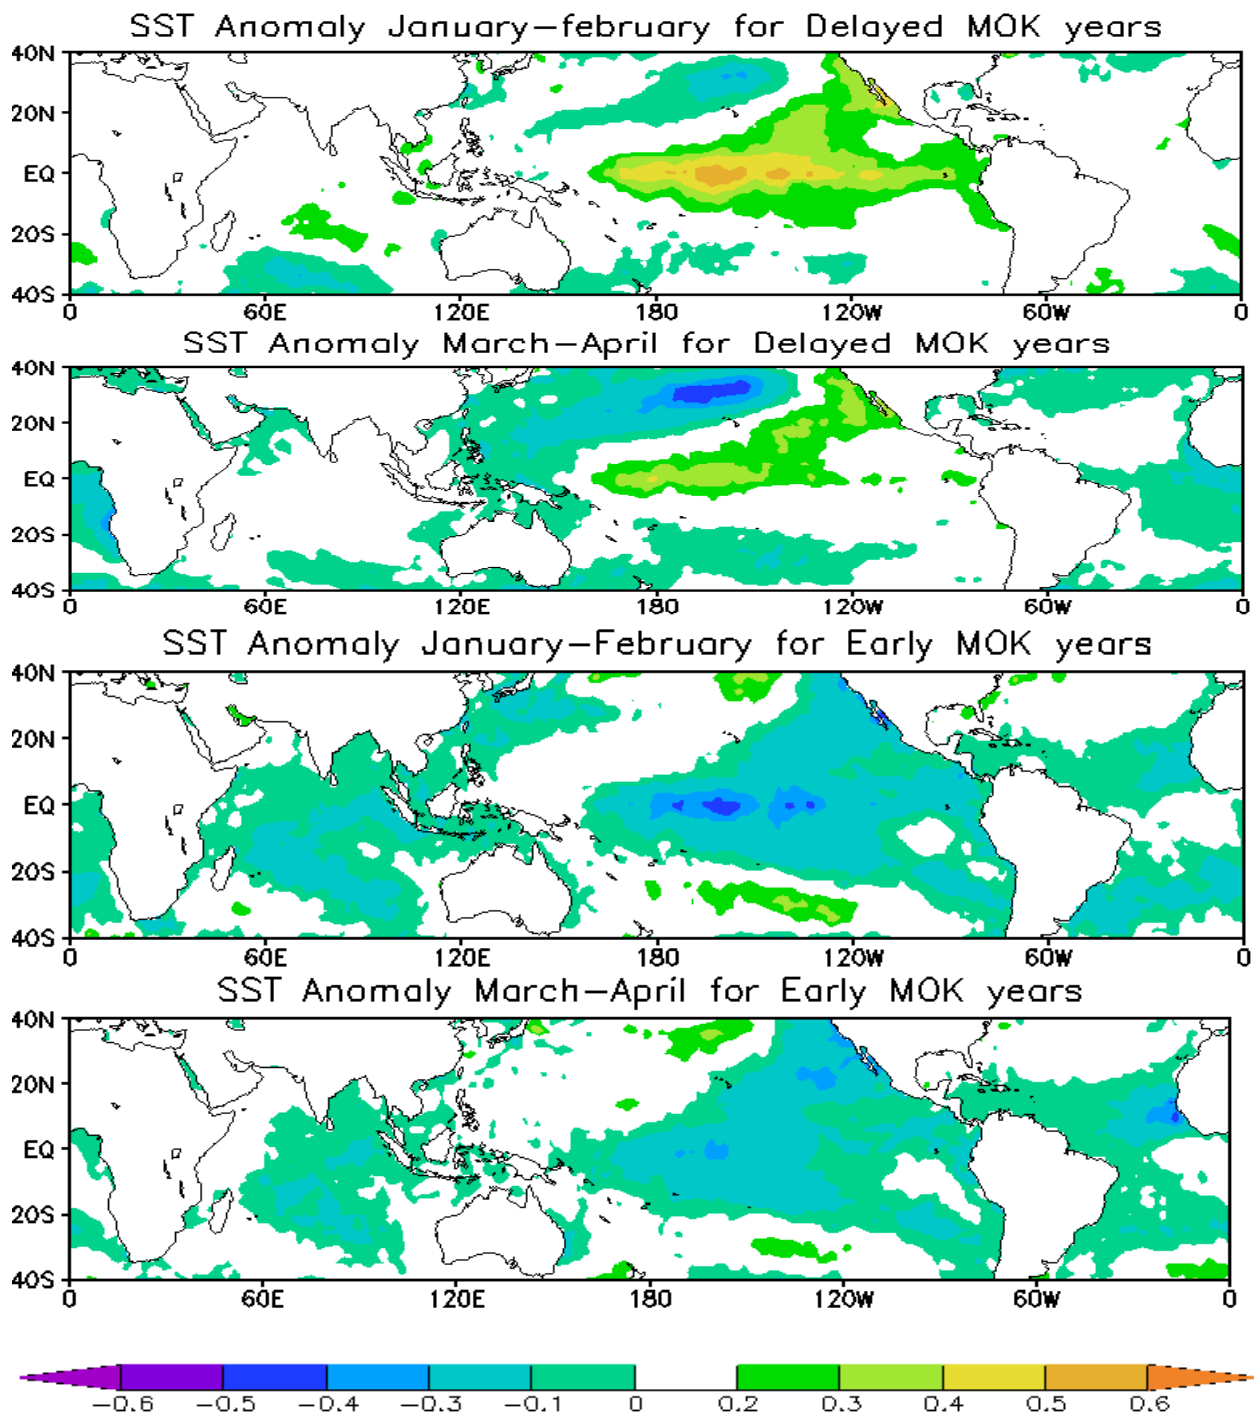 SST Anomaly January-february for Delayed MOK years
40N
20N
EQ
20S
40S
0 60E 120E 180 120W 60W 0
SST Anomaly March-April for Delayed MOK years
40N
20N
EQ
20S
40S
0 60E 120E 180 120W 60W 0
SST Anomaly January-February for Early MOK years
40N
20N
EQ
20S
40S
0 60E 120E 180 120W 60W 0
SST Anomaly March-April for Early MOK years
40N
20N
EQ
20S
40S
0 60E 120E 180 120W 60W 0
-0.6 -0.5 -0.4 -0.3 -0.1 0 0.2 0.3 0.4 0.5 0.6